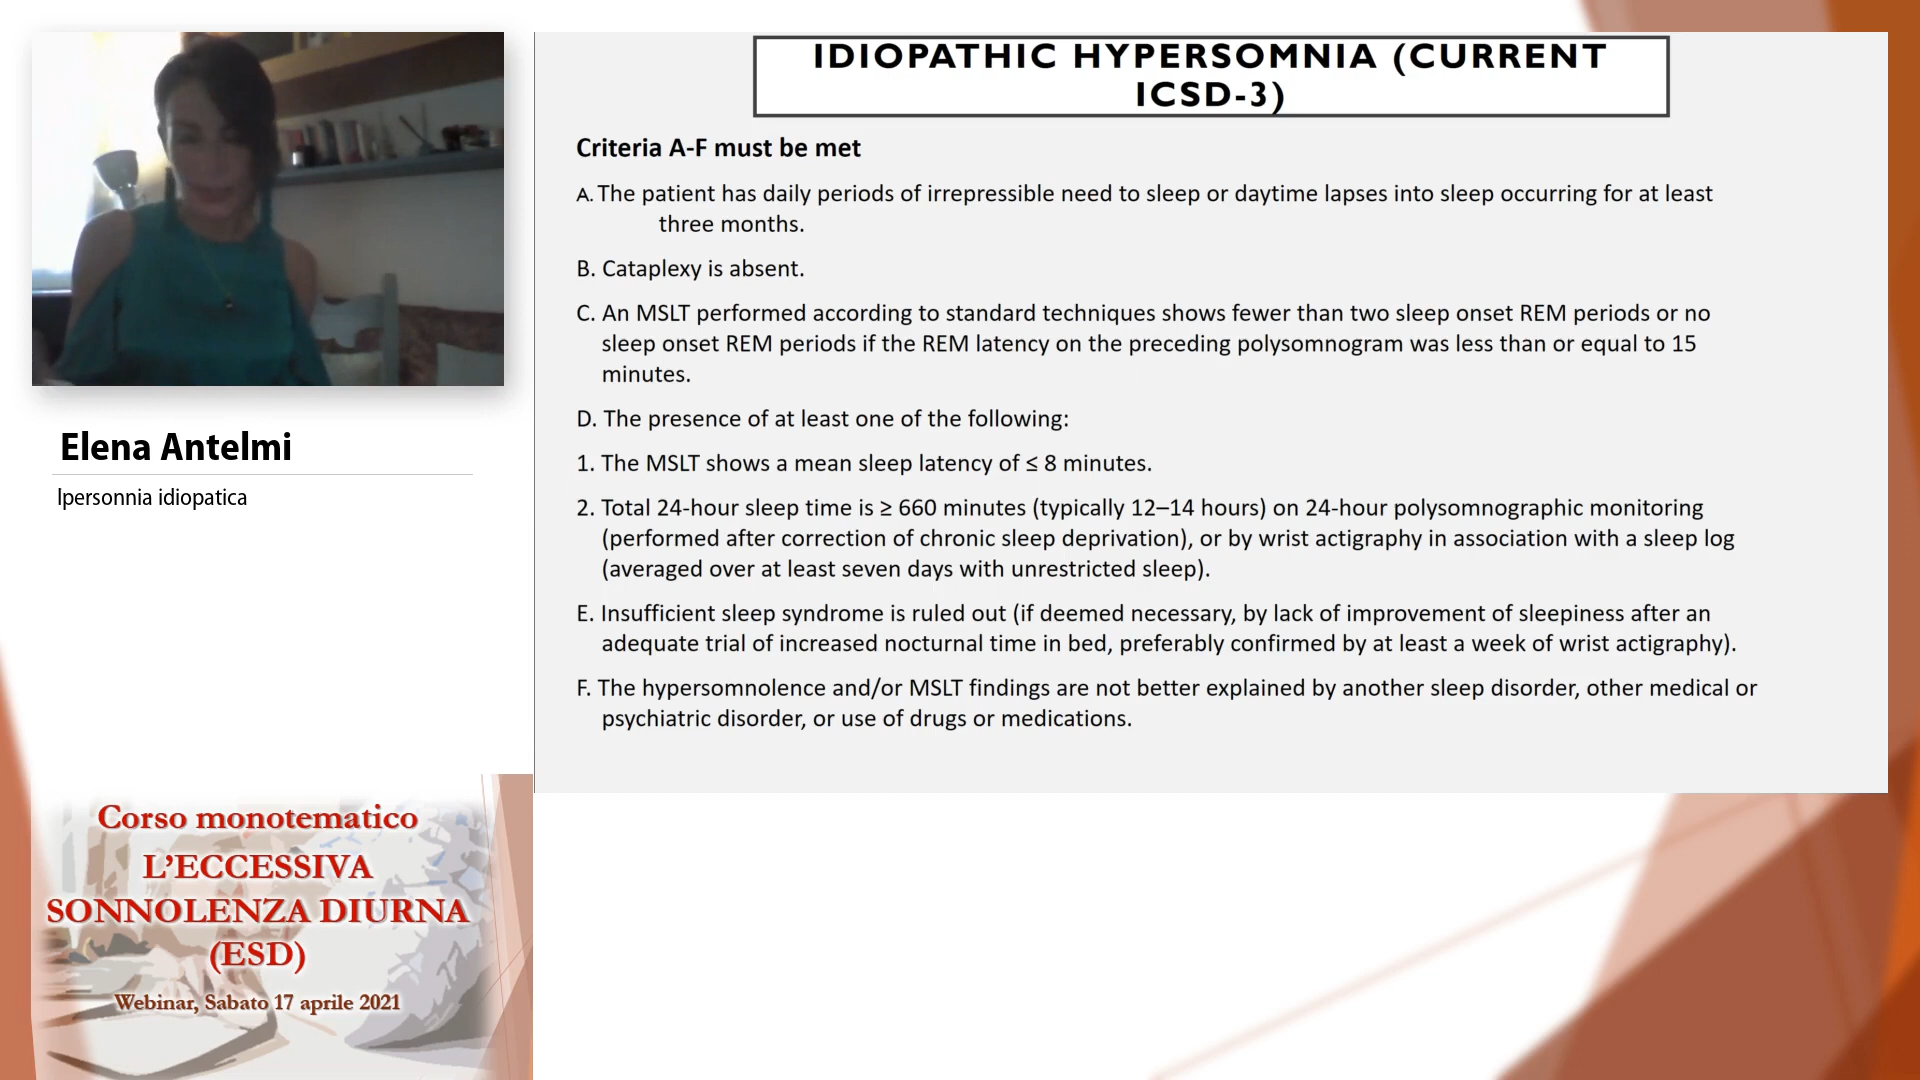 Elena Antelmi
Ipersonnia idiopatica
Corso monotematico
L'ECCESSIVA
SONNOLENZA DIURNA
(ESD)
Webinar, Sabato 17 aprile 2021
IDIOPATHIC HYPERSOMNIA (CURRENT
ICSD-3)
Criteria A-F must be met
A. The patient has daily periods of irrepressible need to sleep or daytime lapses into sleep occurring for at least
three months.
B. Cataplexy is absent.
C. An MSLT performed according to standard techniques shows fewer than two sleep onset REM periods or no
sleep onset REM periods if the REM latency on the preceding polysomnogram was less than or equal to 15
minutes.
D. The presence of at least one of the following:
1. The MSLT shows a mean sleep latency of ≤ 8 minutes.
2. Total 24-hour sleep time is ≥ 660 minutes (typically 12–14 hours) on 24-hour polysomnographic monitoring
(performed after correction of chronic sleep deprivation), or by wrist actigraphy in association with a sleep log
(averaged over at least seven days with unrestricted sleep).
E. Insufficient sleep syndrome is ruled out (if deemed necessary, by lack of improvement of sleepiness after an
adequate trial of increased nocturnal time in bed, preferably confirmed by at least a week of wrist actigraphy).
F. The hypersomnolence and/or MSLT findings are not better explained by another sleep disorder, other medical or
psychiatric disorder, or use of drugs or medications.